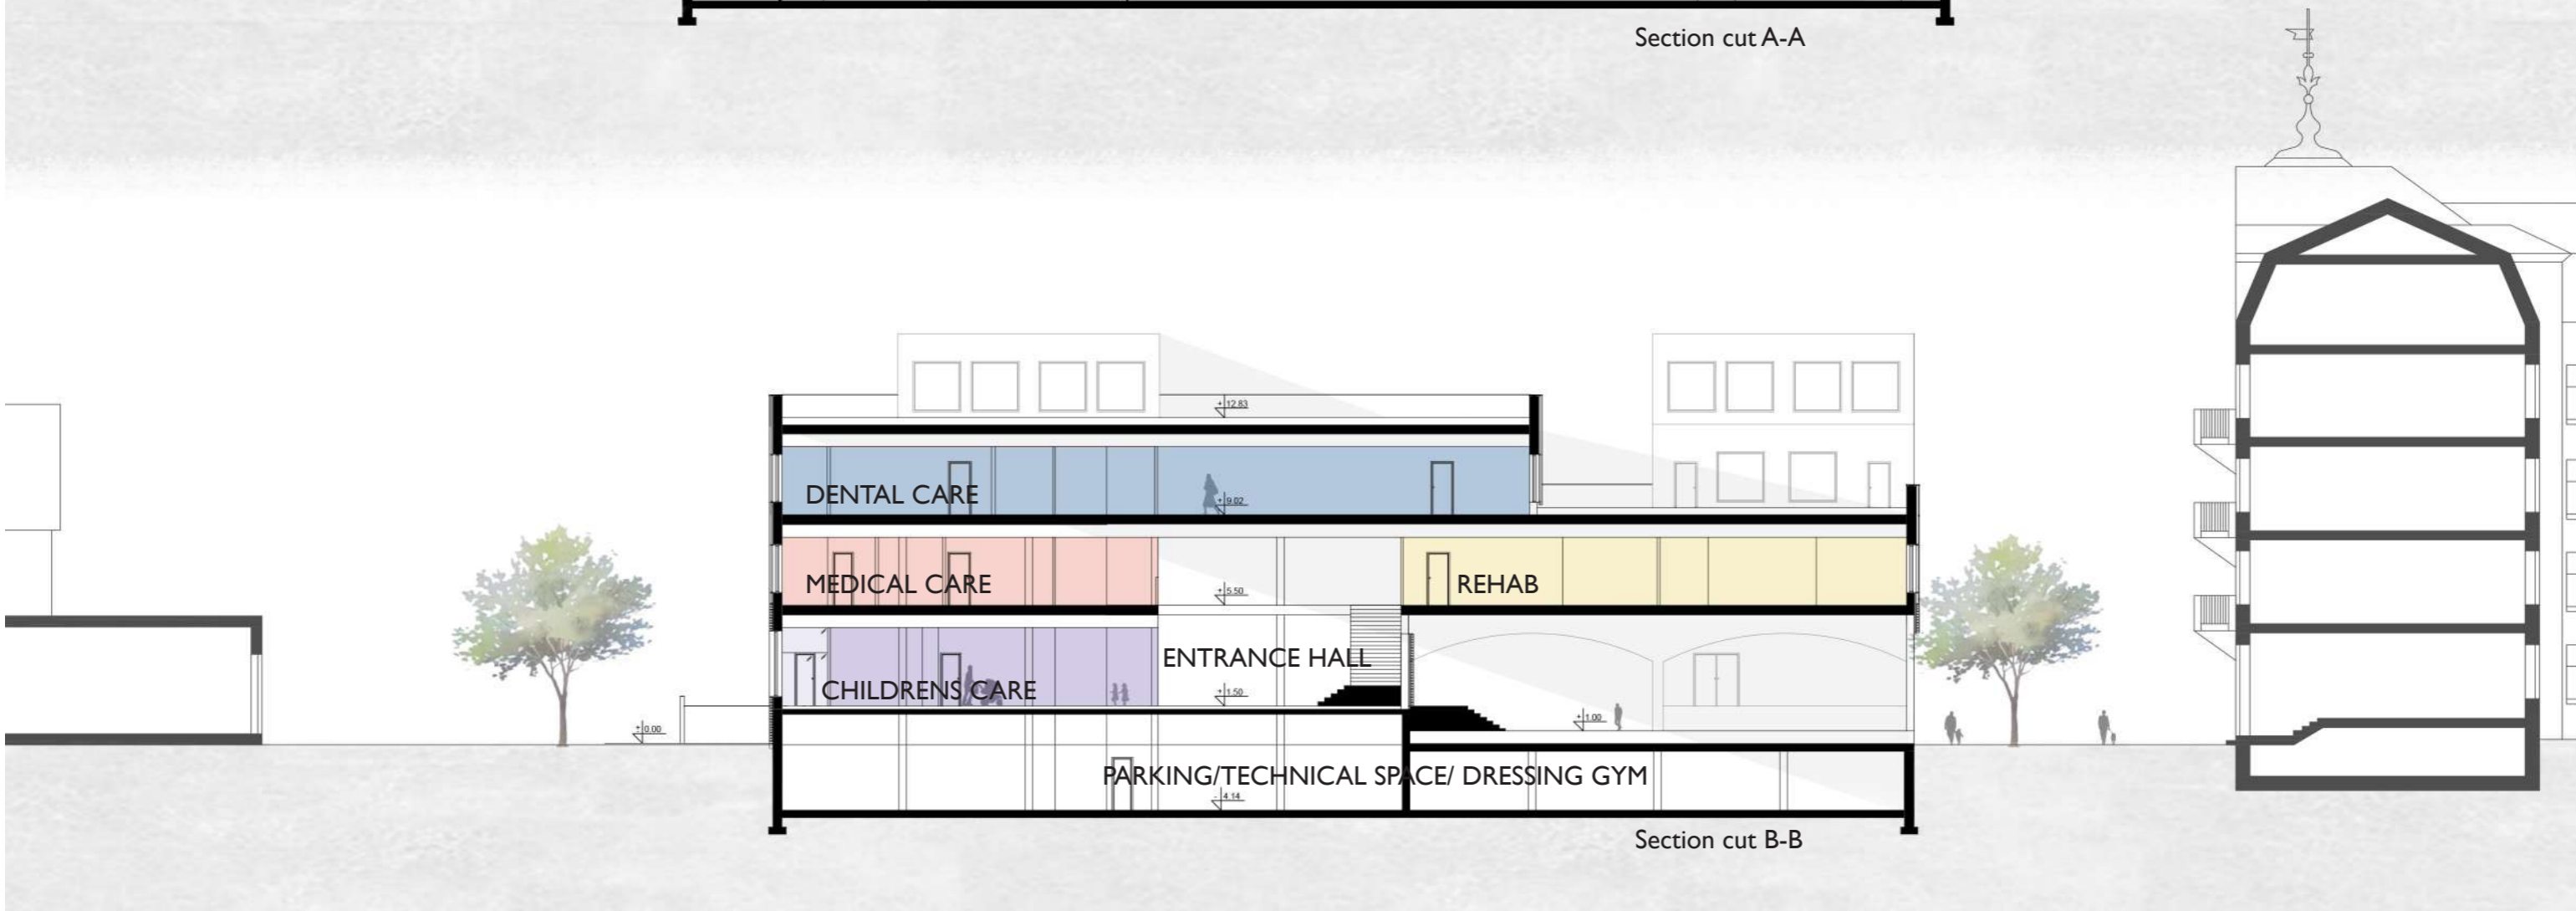 Section cut A-A
+ 12.83
DENTAL CARE
+ 9.02
MEDICAL CARE
+ 5.50
REHAB
ENTRANCE HALL
CHILDRENS CARE
+ 1.50
+ 0.00
+ 1.00
PARKING/TECHNICAL SPACE/ DRESSING GYM
- 4.14
Section cut B-B